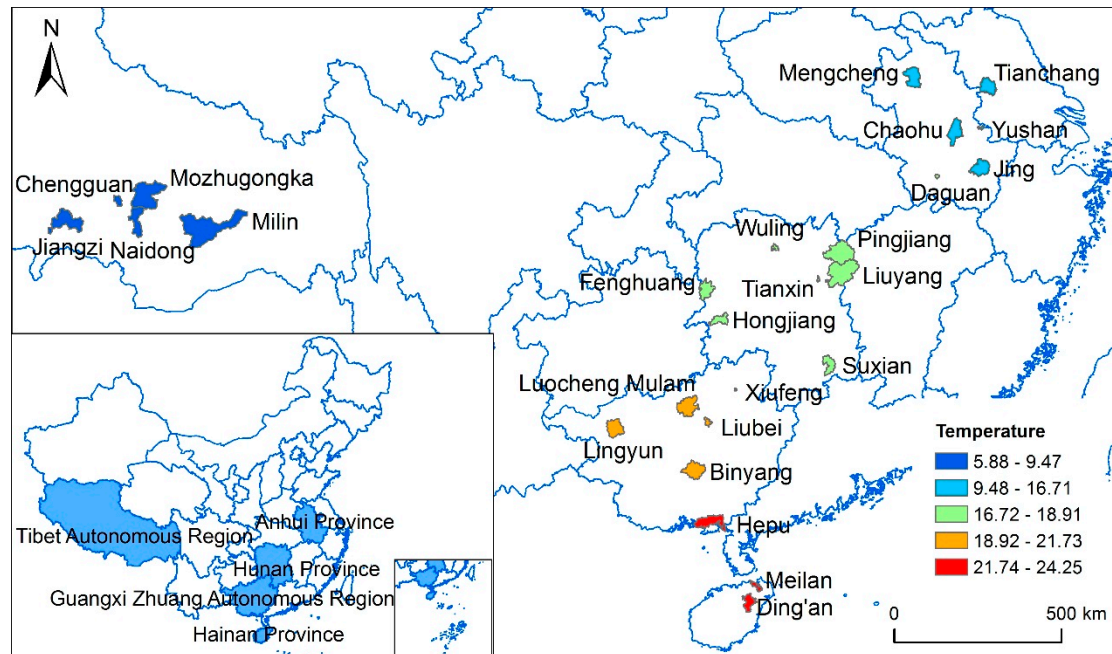 N
Mengcheng
Tianchang
Chaohu
Yushan
Jing
Daguan
Chengguan
Mozhugongka
Milin
Jiangzi
Naidong
Wuling
Pingjiang
Fenghuang
Tianxin
Liuyang
Hongjiang
Suxian
Luocheng Mulam
Xiufeng
Liubei
Lingyun
Binyang
Hepu
Meilan
Ding'an
Temperature
5.88 - 9.47
9.48 - 16.71
16.72 - 18.91
18.92 - 21.73
21.74 - 24.25
0 500 km
Anhui Province
Tibet Autonomous Region
Hunan Province
Guangxi Zhuang Autonomous Region
Hainan Province